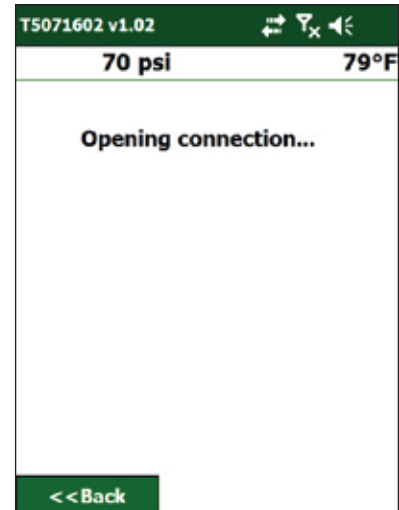 T5071602 v1.02
70 psi 79°F
Opening connection...
<<Back